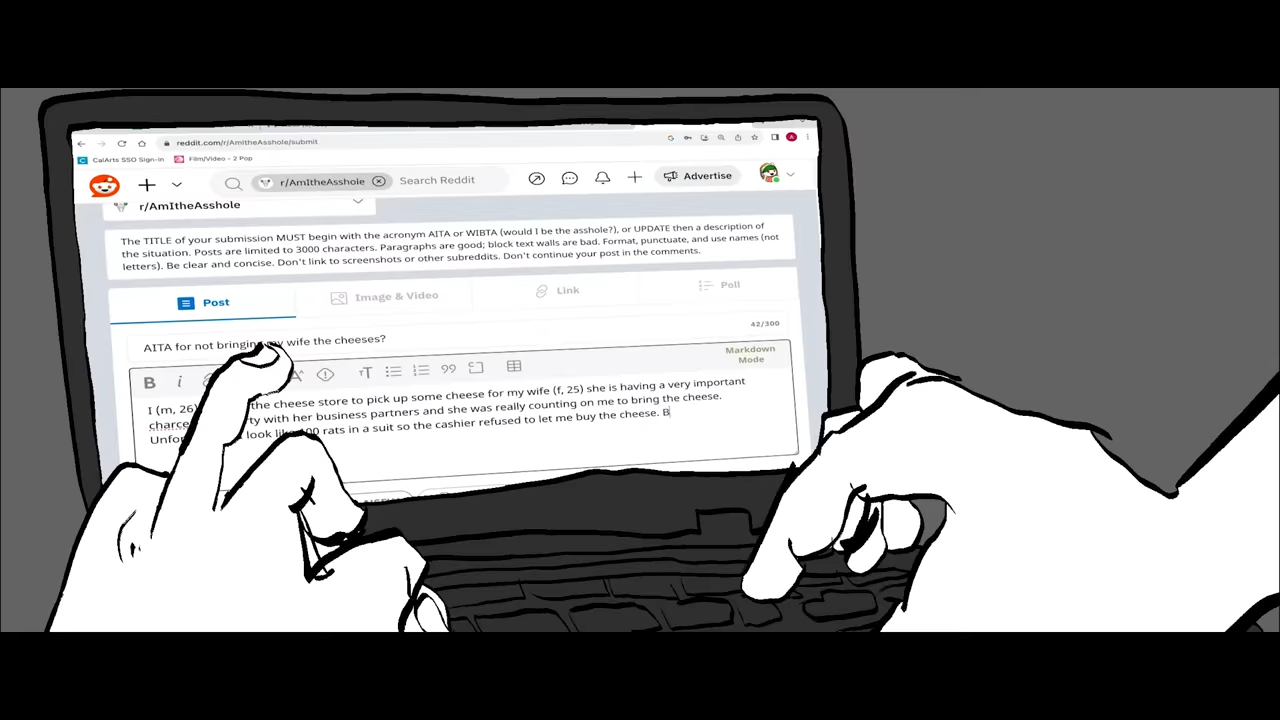 reddit.com/r/AmItheAsshole/submit
CalArts SSO Sign-in Film/Video - 2 Pop
r/AmItheAsshole Search Reddit Advertise
r/AmItheAsshole
The TITLE of your submission MUST begin with the acronym AITA or WIBTA (would I be the asshole?), or UPDATE then a description of
the situation. Posts are limited to 3000 characters. Paragraphs are good; block text walls are bad. Format, punctuate, and use names (not
letters). Be clear and concise. Don't link to screenshots or other subreddits. Don't continue your post in the comments.
Post Image & Video Link Poll
AITA for not bringing my wife the cheeses? 42/300
B i Markdown
Mode
I (m, 26) the cheese store to pick up some cheese for my wife (f, 25) she is having a very important
with her business partners and she was really counting on me to bring the cheese.
look like rats in a suit so the cashier refused to let me buy the cheese. B